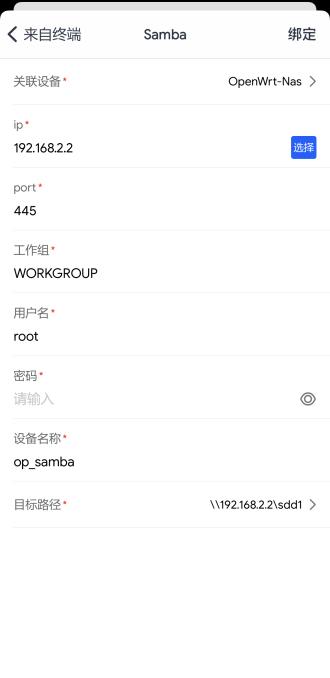 来自终端 Samba 绑定
关联设备* OpenWrt-Nas
ip*
192.168.2.2 选择
port*
445
工作组*
WORKGROUP
用户名*
root
密码*
请输入
设备名称*
op_samba
目标路径* \\192.168.2.2\sdd1